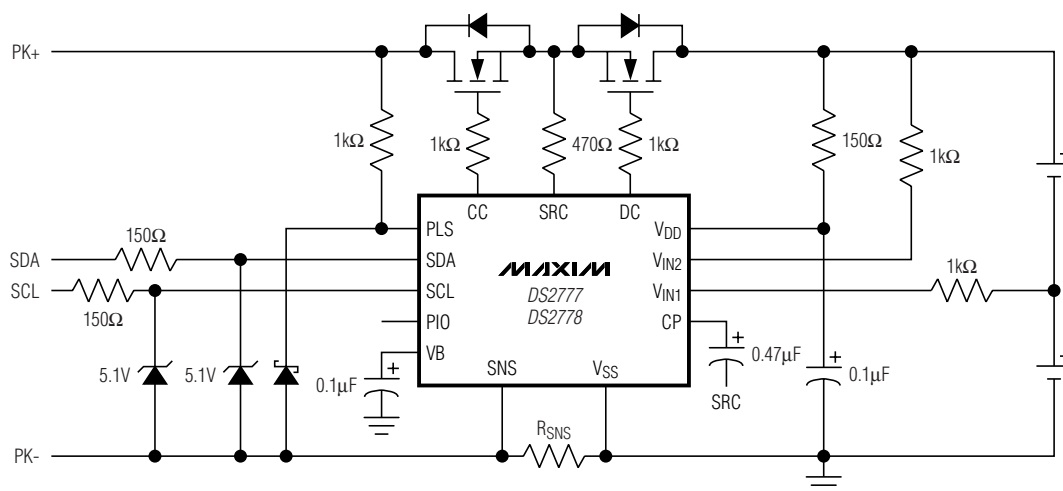 PK+
1kΩ
1kΩ
470Ω
1kΩ
150Ω
1kΩ
+
CC
SRC
DC
PLS
SDA
SCL
PIO
VB
MAXIM
DS2777
DS2778
VDD
VIN2
VIN1
CP
SNS
VSS
SDA
150Ω
SCL
150Ω
1kΩ
5.1V
5.1V
0.1µF
+
+
0.47µF
SRC
+
0.1µF
+
RSNS
PK-